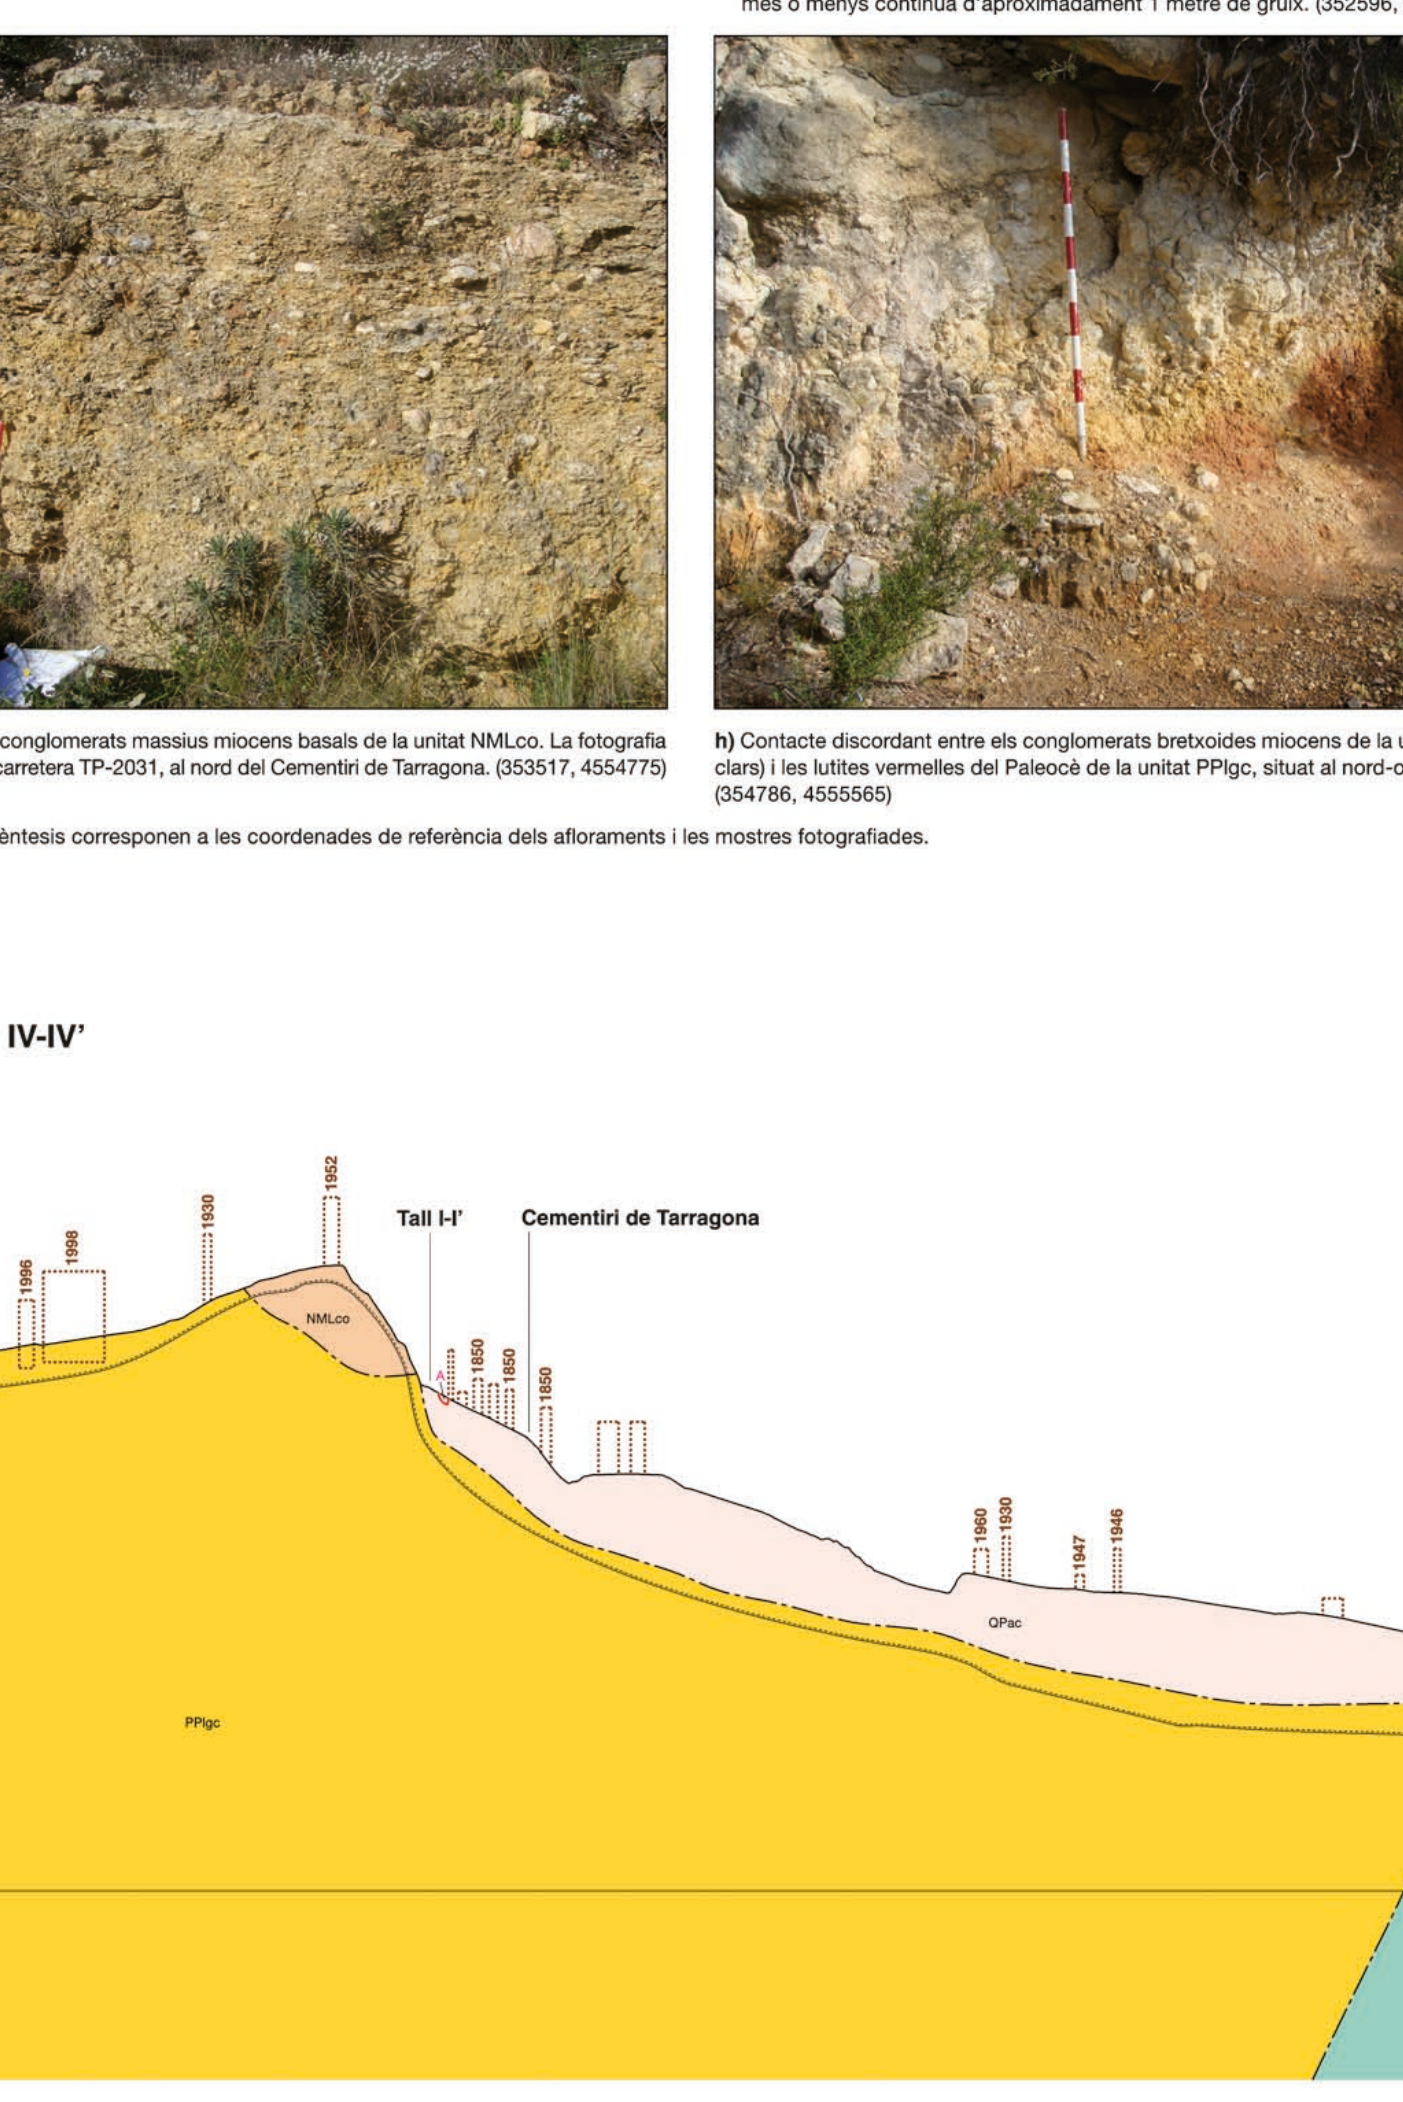 més o menys contínua d'aproximadament 1 metre de gruix. (352596,
conglomerats massius miocens basals de la unitat NMLco. La fotografia
carretera TP-2031, al nord del Cementiri de Tarragona. (353517, 4554775)
h) Contacte discordant entre els conglomerats bretxoides miocens de la u
clars) i les lutites vermelles del Paleocè de la unitat PPlgc, situat al nord-o
(354786, 4555565)
èntesis corresponen a les coordenades de referència dels afloraments i les mostres fotografiades.
IV-IV'
1952
1930
Tall I-I'
Cementiri de Tarragona
1998
1996
NMLco
A
1850
1850
1850
1960
1930
1947
1946
QPac
PPlgc